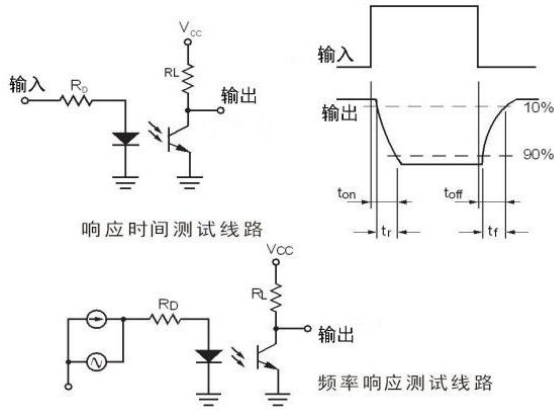 Vcc
RL
输入
RD
输出
响应时间测试线路
输入
输出
10%
90%
ton
toff
tr
tf
VCC
RL
RD
输出
频率响应测试线路